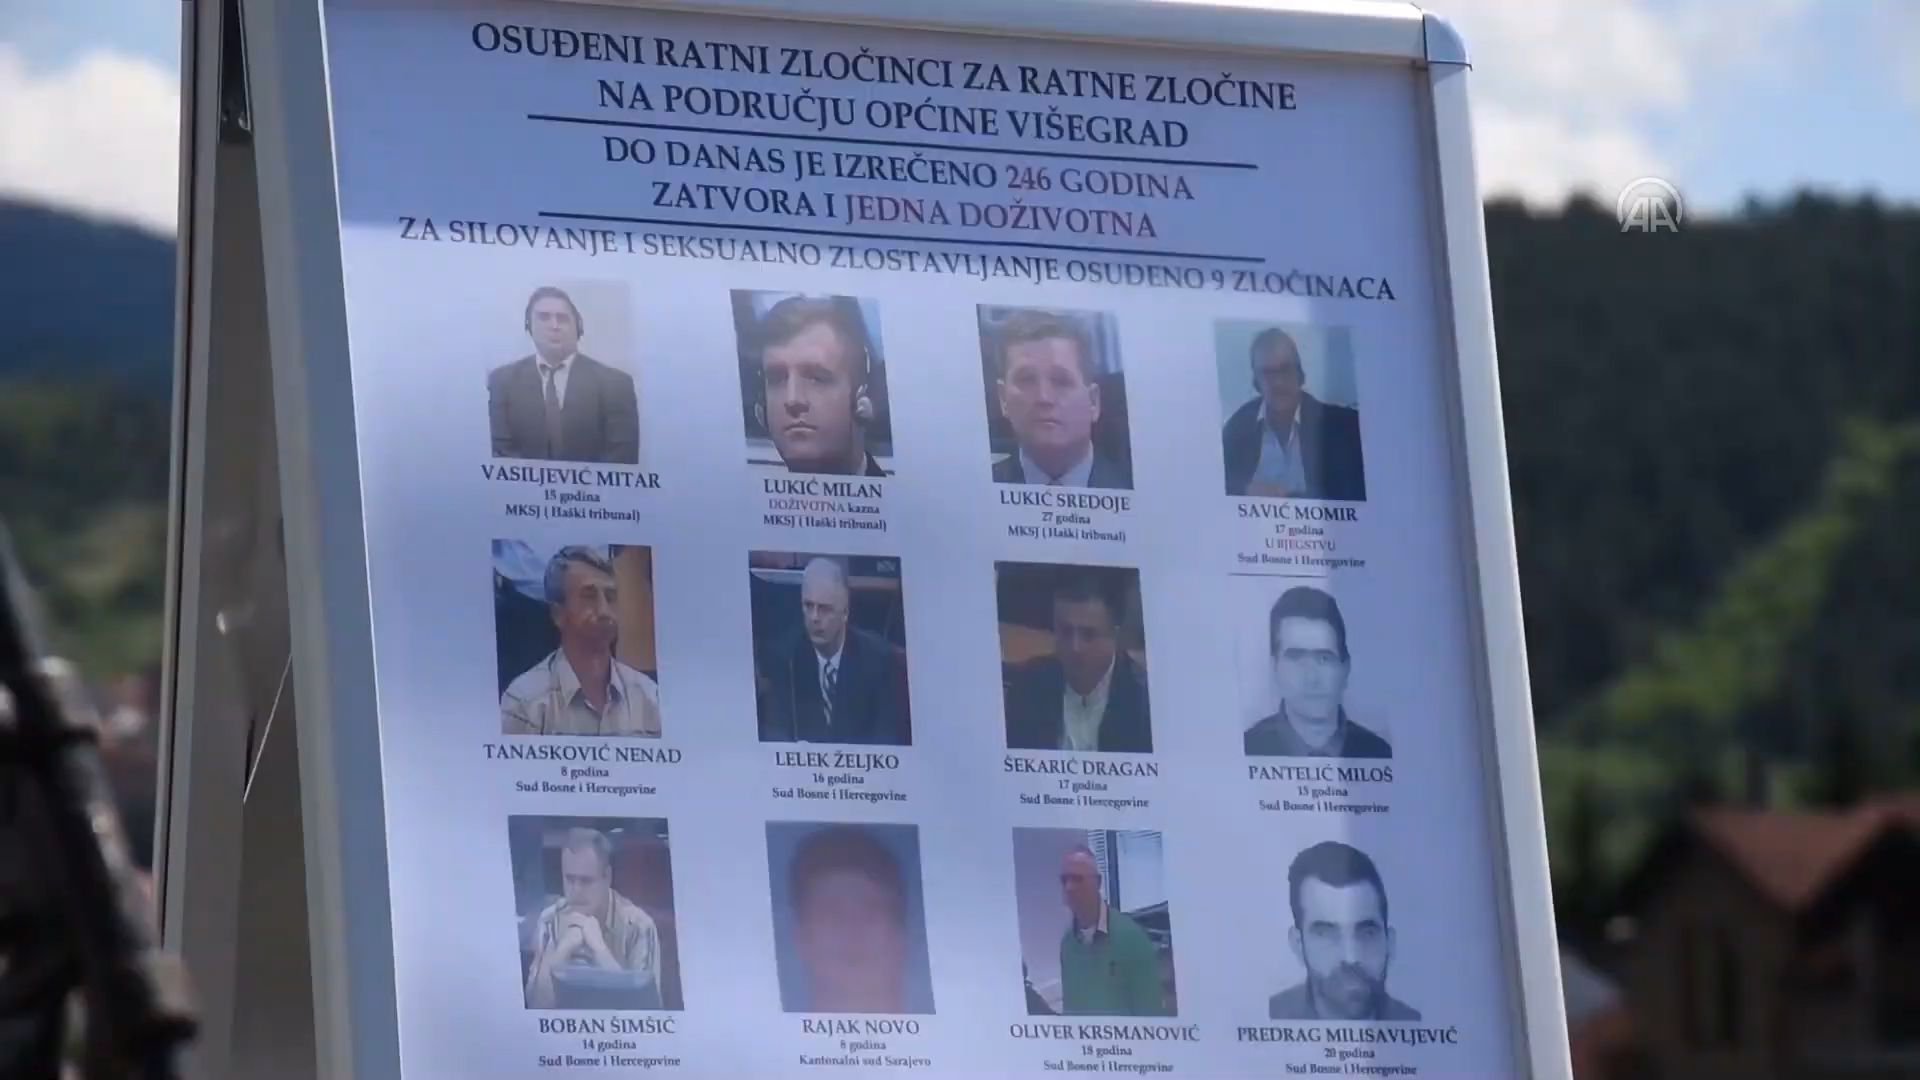 OSUĐENI RATNI ZLOČINCI ZA RATNE ZLOČINE
NA PODRUČJU OPĆINE VIŠEGRAD
DO DANAS JE IZREČENO 246 GODINA
ZATVORA I JEDNA DOŽIVOTNA
ZA SILOVANJE I SEKSUALNO ZLOSTAVLJANJE OSUĐENO 9 ZLOČINACA
AA
VASILJEVIĆ MITAR
15 godina
MKSJ ( Haški tribunal)
LUKIĆ MILAN
DOŽIVOTNA kazna
MKSJ ( Haški tribunal)
LUKIĆ SREDOJE
27 godina
MKSJ (Haški tribunal)
SAVIĆ MOMIR
17 godina
U BJEGSTVU
Sud Bosne i Hercegovine
TANASKOVIĆ NENAD
8 godina
Sud Bosne i Hercegovine
LELEK ŽELJKO
16 godina
Sud Bosne i Hercegovine
ŠEKARIĆ DRAGAN
17 godina
Sud Bosne i Hercegovine
PANTELIĆ MILOŠ
15 godina
Sud Bosne i Hercegovine
BOBAN ŠIMŠIĆ
14 godina
Sud Bosne i Hercegovine
RAJAK NOVO
8 godina
Kantonalni sud Sarajevo
OLIVER KRSMANOVIĆ
18 godina
Sud Bosne i Hercegovine
PREDRAG MILISAVLJEVIĆ
20 godina
Sud Bosne i Hercegovine